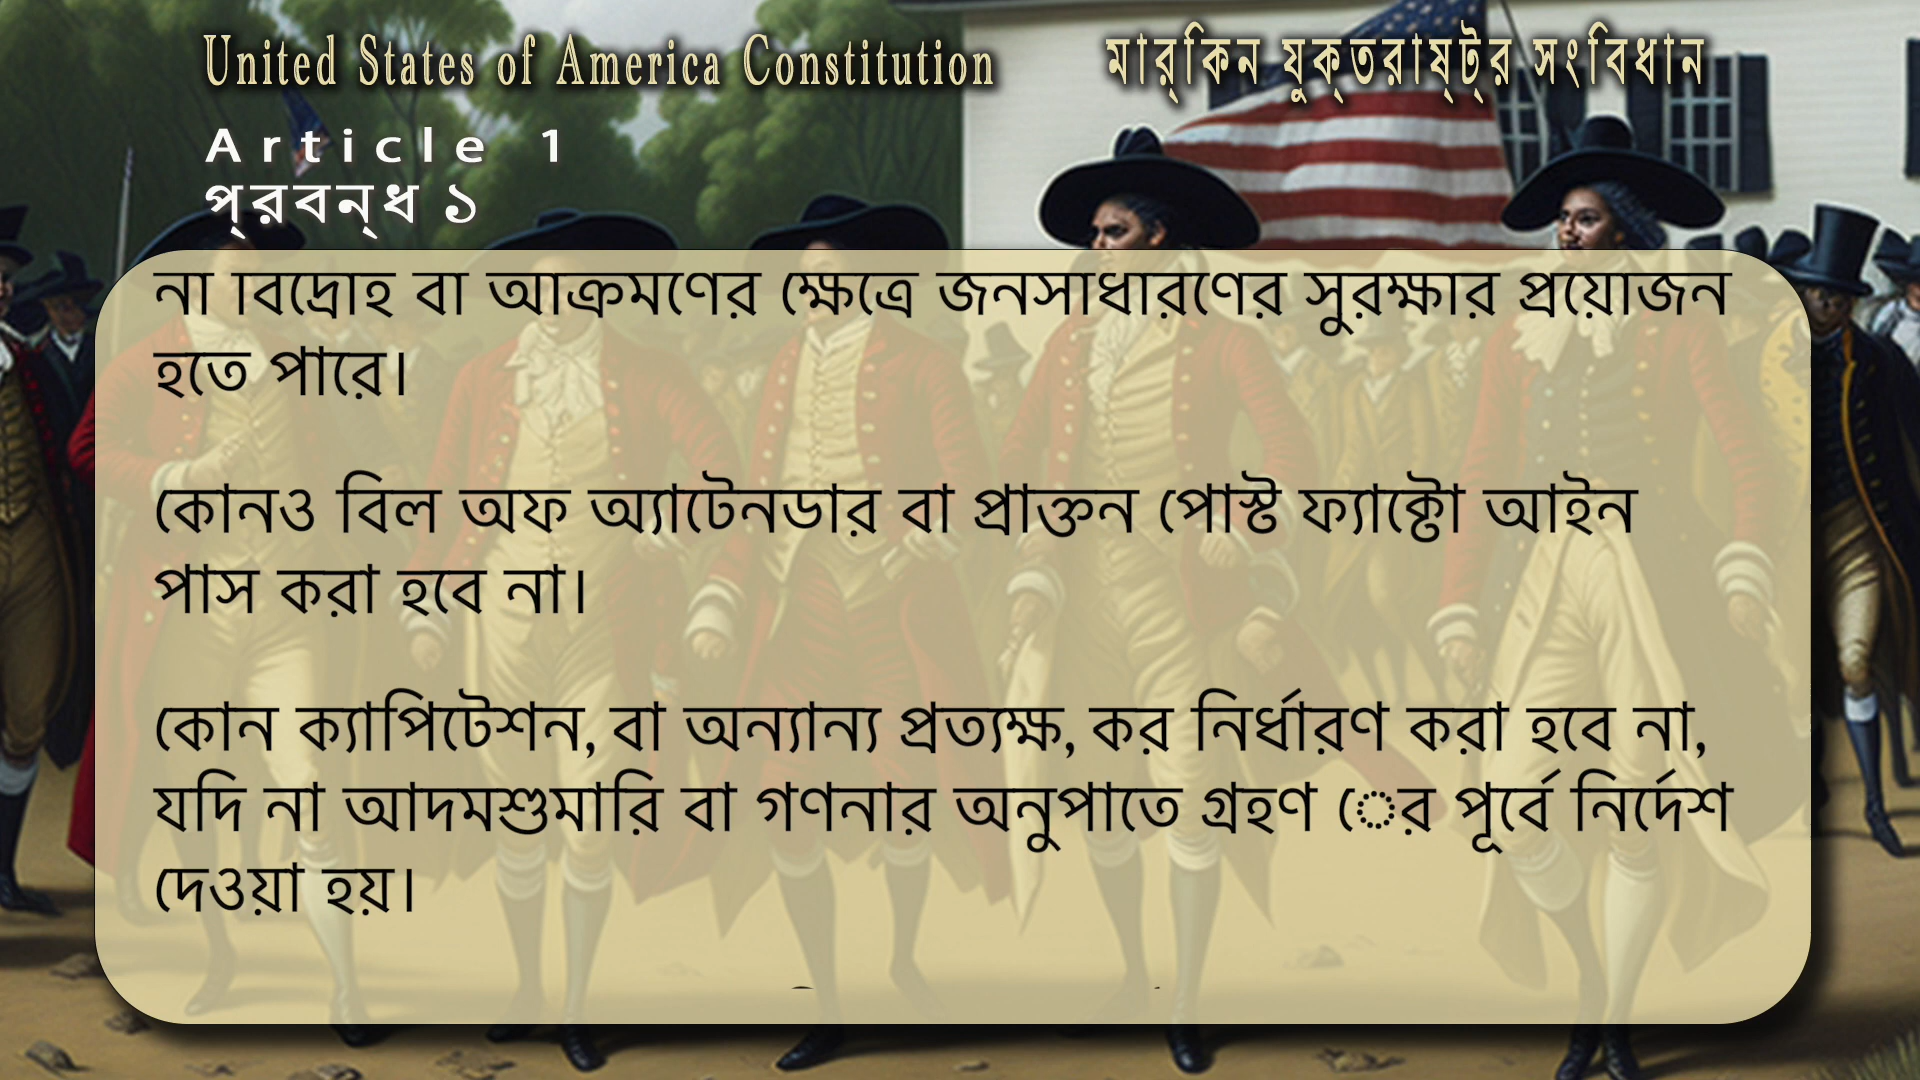 United States of America Constitution
মার্‌কিন যুক্‌তরাষ্‌ট্‌র সংবিধান
Article 1
প্‌রবন্‌ধ ১
না বিদ্রোহ বা আক্রমণের ক্ষেত্রে জনসাধারণের সুরক্ষার প্রয়োজন
হতে পারে।
কোনও বিল অফ অ্যাটেনডার বা প্রাক্তন পোস্ট ফ্যাক্টো আইন
পাস করা হবে না।
কোন ক্যাপিটেশন, বা অন্যান্য প্রত্যক্ষ, কর নির্ধারণ করা হবে না,
যদি না আদমশুমারি বা গণনার অনুপাতে গ্রহণ ের পূর্বে নির্দেশ
দেওয়া হয়।